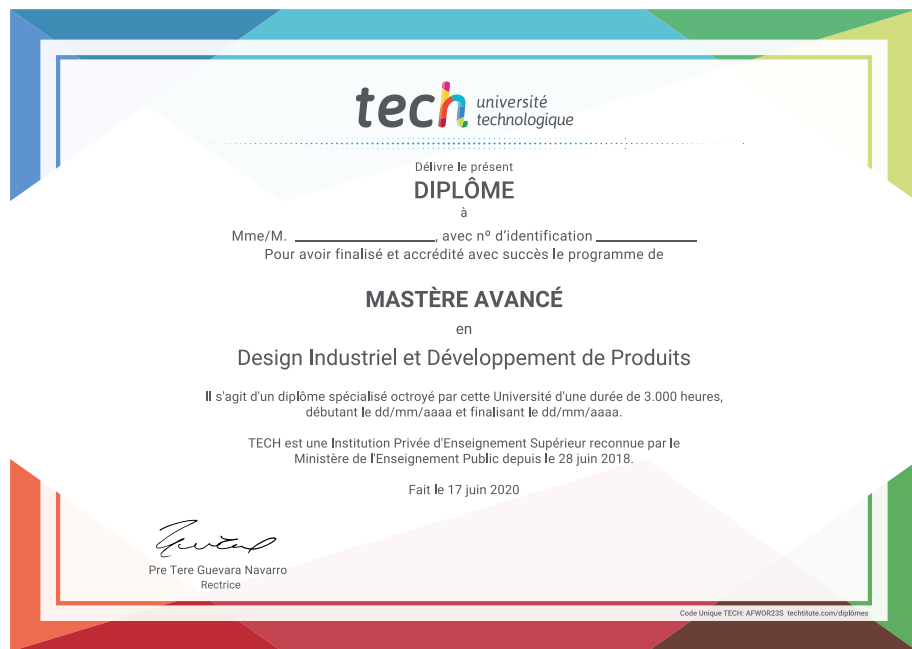 tech université
technologique
Délivre le présent
DIPLÔME
à
Mme/M. ____________, avec nº d'identification ____________
Pour avoir finalisé et accrédité avec succès le programme de
MASTÈRE AVANCÉ
en
Design Industriel et Développement de Produits
Il s'agit d'un diplôme spécialisé octroyé par cette Université d'une durée de 3.000 heures,
débutant le dd/mm/aaaa et finalisant le dd/mm/aaaa.
TECH est une Institution Privée d'Enseignement Supérieur reconnue par le
Ministère de l'Enseignement Public depuis le 28 juin 2018.
Fait le 17 juin 2020
Pre Tere Guevara Navarro
Rectrice
Code Unique TECH: AFWOR23S techtitute.com/diplômes